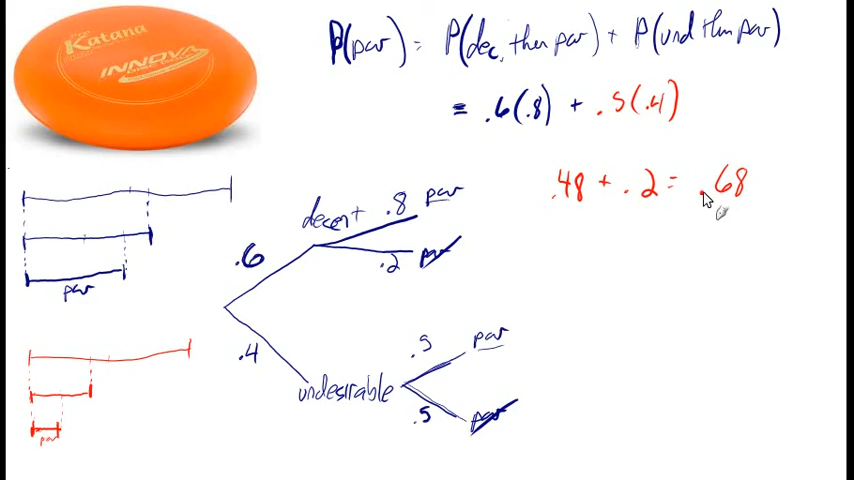 Katana
INNOVA
P(par) = P(dec, then par) + P(und then par)
= .6(.8) + .5(.4)
.48 + .2 = .68
decent .8 par
.6
.2 par
par
.4
.5 par
undesirable
.5 par
par